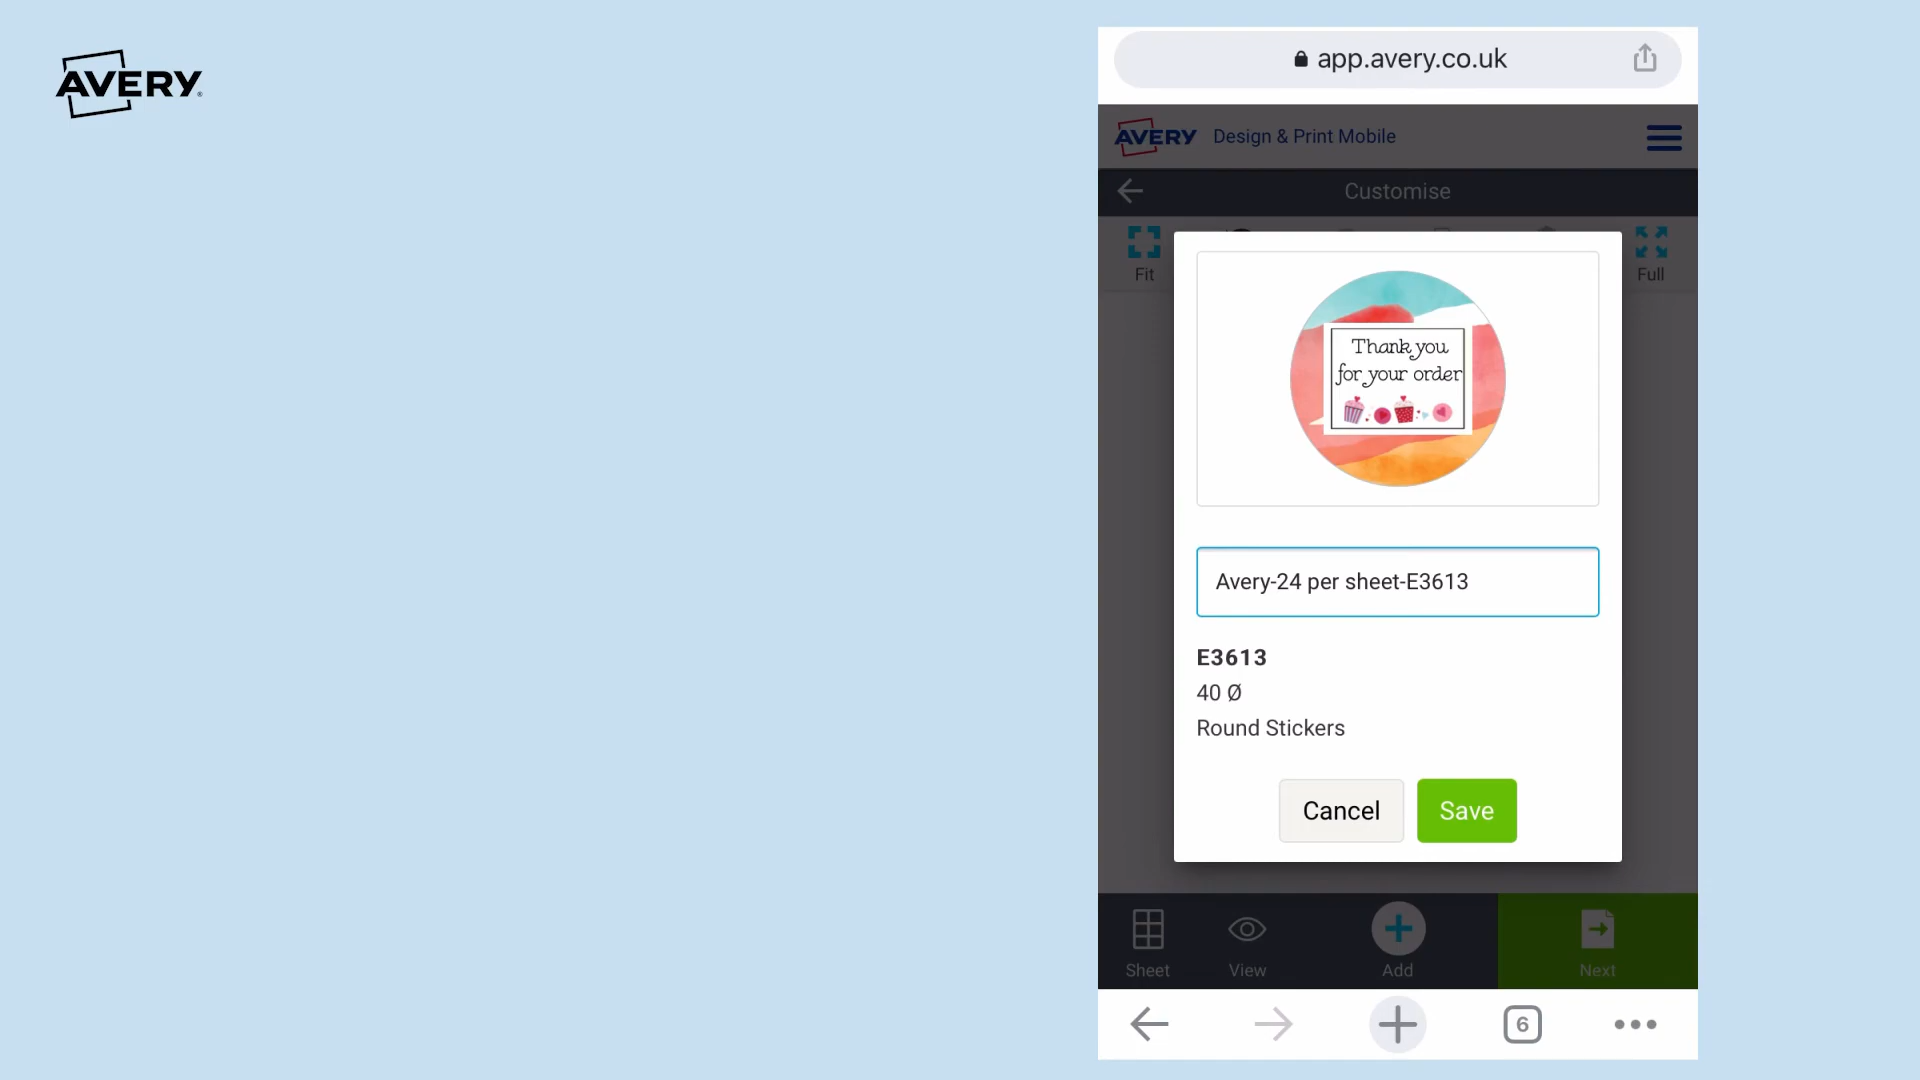 AVERY
app.avery.co.uk
AVERY Design & Print Mobile
Customise
Fit
Full
Thank you
for your order
Avery-24 per sheet-E3613
E3613
40 Ø
Round Stickers
Cancel
Save
Sheet
View
Add
Next
6